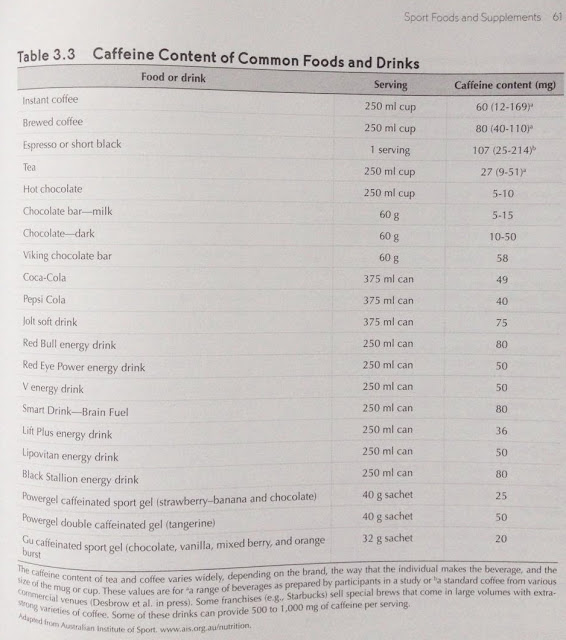 Sport Foods and Supplements 61
Table 3.3 Caffeine Content of Common Foods and Drinks
Food or drink Serving Caffeine content (mg)
Instant coffee 250 ml cup 60 (12-169)ᵃ
Brewed coffee 250 ml cup 80 (40-110)ᵃ
Espresso or short black 1 serving 107 (25-214)ᵇ
Tea 250 ml cup 27 (9-51)ᵃ
Hot chocolate 250 ml cup 5-10
Chocolate bar—milk 60 g 5-15
Chocolate—dark 60 g 10-50
Viking chocolate bar 60 g 58
Coca-Cola 375 ml can 49
Pepsi Cola 375 ml can 40
Jolt soft drink 375 ml can 75
Red Bull energy drink 250 ml can 80
Red Eye Power energy drink 250 ml can 50
V energy drink 250 ml can 50
Smart Drink—Brain Fuel 250 ml can 80
Lift Plus energy drink 250 ml can 36
Lipovitan energy drink 250 ml can 50
Black Stallion energy drink 250 ml can 80
Powergel caffeinated sport gel (strawberry–banana and chocolate) 40 g sachet 25
Powergel double caffeinated gel (tangerine) 40 g sachet 50
Gu caffeinated sport gel (chocolate, vanilla, mixed berry, and orange 32 g sachet 20
burst
The caffeine content of tea and coffee varies widely, depending on the brand, the way that the individual makes the beverage, and the
size of the mug or cup. These values are for ᵃa range of beverages as prepared by participants in a study or ᵇa standard coffee from various
commercial venues (Desbrow et al. in press). Some franchises (e.g., Starbucks) sell special brews that come in large volumes with extra-
strong varieties of coffee. Some of these drinks can provide 500 to 1,000 mg of caffeine per serving.
Adapted from Australian Institute of Sport. www.ais.org.au/nutrition.